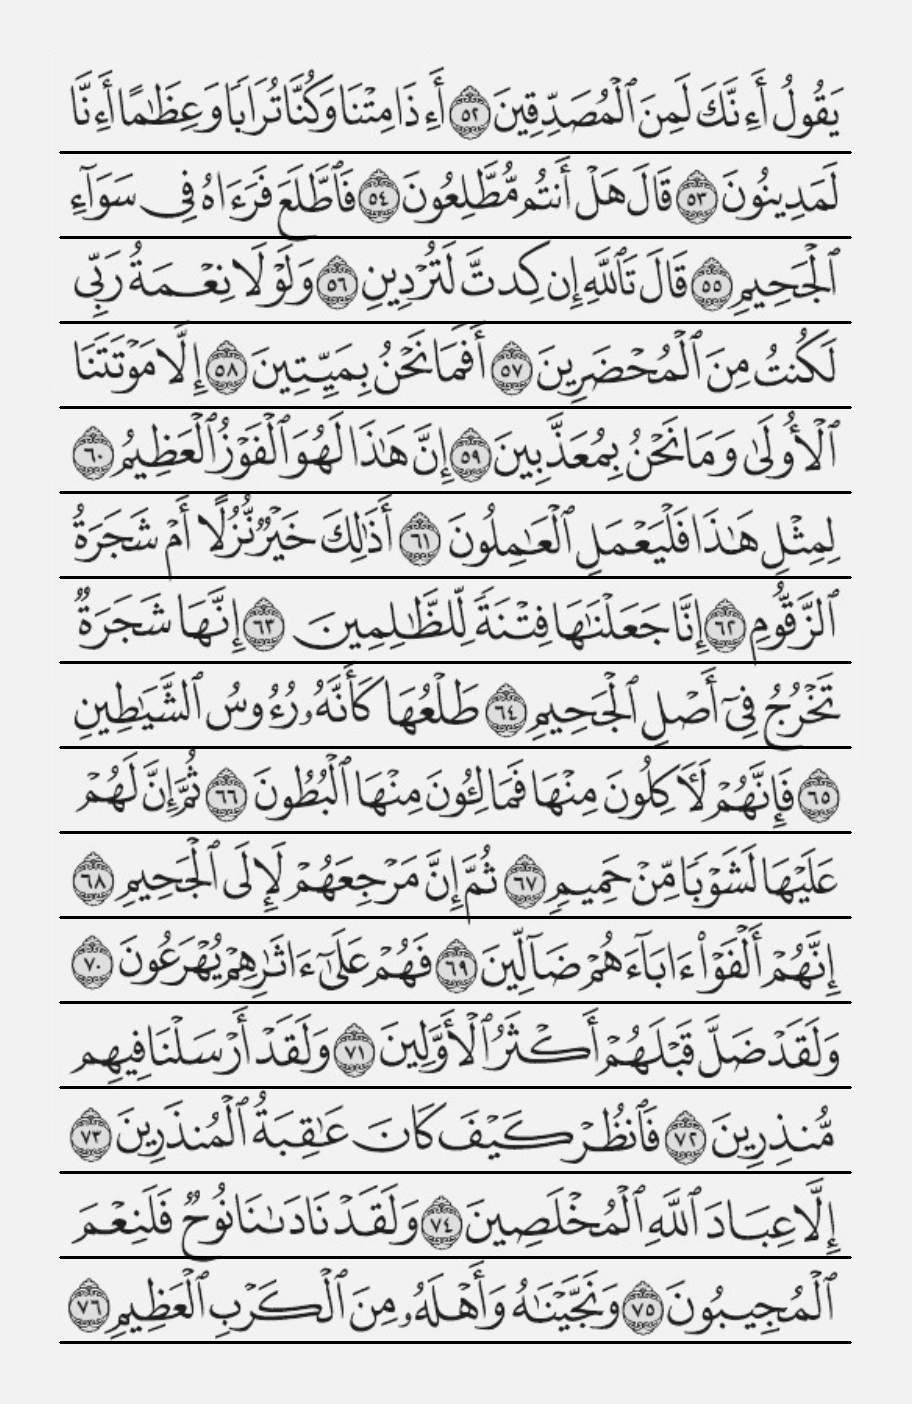 يَقُولُ أَءِنَّكَ لَمِنَ ٱلْمُصَدِّقِينَ ٥٢ أَءِذَا مِتْنَا وَكُنَّا تُرَابًا وَعِظَٰمًا أَءِنَّا
لَمَدِينُونَ ٥٣ قَالَ هَلْ أَنتُم مُّطَّلِعُونَ ٥٤ فَٱطَّلَعَ فَرَءَاهُ فِى سَوَآءِ
ٱلْجَحِيمِ ٥٥ قَالَ تَٱللَّهِ إِن كِدتَّ لَتُرْدِينِ ٥٦ وَلَوْلَا نِعْمَةُ رَبِّى
لَكُنتُ مِنَ ٱلْمُحْضَرِينَ ٥٧ أَفَمَا نَحْنُ بِمَيِّتِينَ ٥٨ إِلَّا مَوْتَتَنَا
ٱلْأُولَىٰ وَمَا نَحْنُ بِمُعَذَّبِينَ ٥٩ إِنَّ هَٰذَا لَهُوَ ٱلْفَوْزُ ٱلْعَظِيمُ ٦٠
لِمِثْلِ هَٰذَا فَلْيَعْمَلِ ٱلْعَٰمِلُونَ ٦١ أَذَٰلِكَ خَيْرٌ نُّزُلًا أَمْ شَجَرَةُ
ٱلزَّقُّومِ ٦٢ إِنَّا جَعَلْنَٰهَا فِتْنَةً لِّلظَّٰلِمِينَ ٦٣ إِنَّهَا شَجَرَةٌ
تَخْرُجُ فِىٓ أَصْلِ ٱلْجَحِيمِ ٦٤ طَلْعُهَا كَأَنَّهُۥ رُءُوسُ ٱلشَّيَٰطِينِ
٦٥ فَإِنَّهُمْ لَءَاكِلُونَ مِنْهَا فَمَالِـُٔونَ مِنْهَا ٱلْبُطُونَ ٦٦ ثُمَّ إِنَّ لَهُمْ
عَلَيْهَا لَشَوْبًا مِّنْ حَمِيمٍ ٦٧ ثُمَّ إِنَّ مَرْجِعَهُمْ لَإِلَى ٱلْجَحِيمِ ٦٨
إِنَّهُمْ أَلْفَوْا۟ ءَابَآءَهُمْ ضَآلِّينَ ٦٩ فَهُمْ عَلَىٰٓ ءَاثَٰرِهِمْ يُهْرَعُونَ ٧٠
وَلَقَدْ ضَلَّ قَبْلَهُمْ أَكْثَرُ ٱلْأَوَّلِينَ ٧١ وَلَقَدْ أَرْسَلْنَا فِيهِم
مُّنذِرِينَ ٧٢ فَٱنظُرْ كَيْفَ كَانَ عَٰقِبَةُ ٱلْمُنذَرِينَ ٧٣
إِلَّا عِبَادَ ٱللَّهِ ٱلْمُخْلَصِينَ ٧٤ وَلَقَدْ نَادَىٰنَا نُوحٌ فَلَنِعْمَ
ٱلْمُجِيبُونَ ٧٥ وَنَجَّيْنَٰهُ وَأَهْلَهُۥ مِنَ ٱلْكَرْبِ ٱلْعَظِيمِ ٧٦